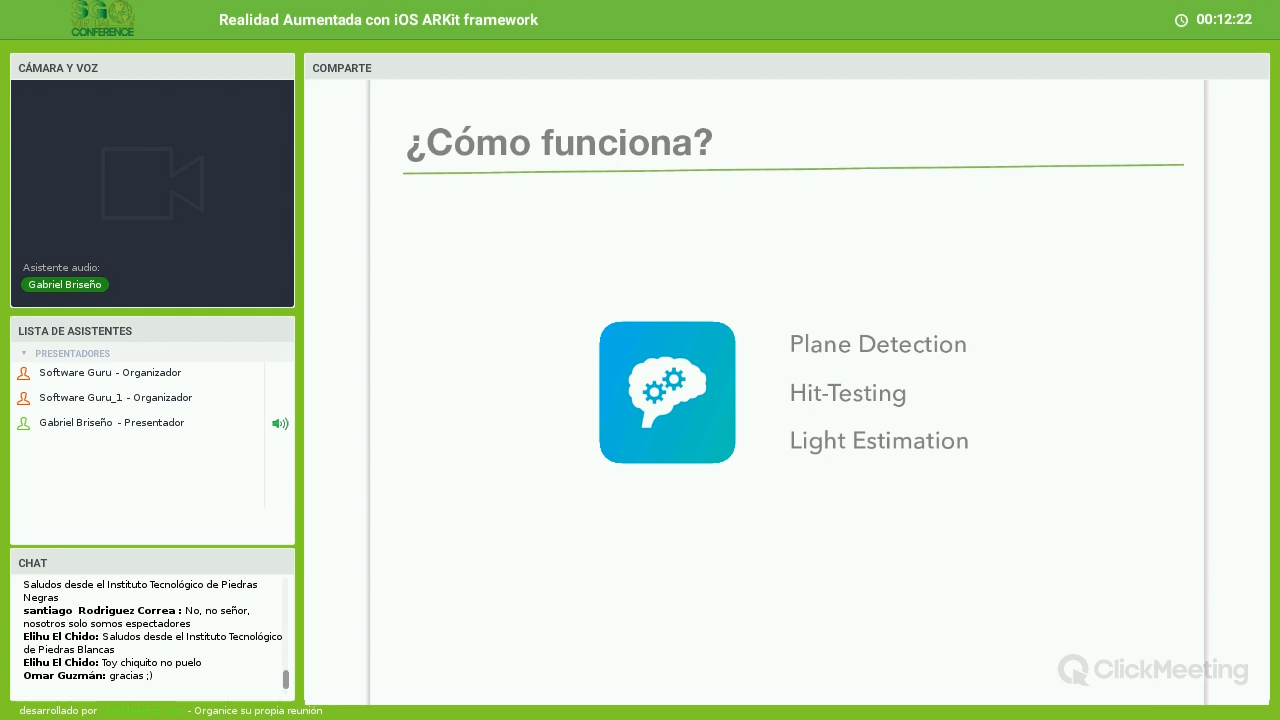 SG VIRTUAL
CONFERENCE
Realidad Aumentada con iOS ARKit framework
00:12:22
CÁMARA Y VOZ
Asistente audio:
Gabriel Briseño
LISTA DE ASISTENTES
PRESENTADORES
Software Guru - Organizador
Software Guru_1 - Organizador
Gabriel Briseño - Presentador
CHAT
Saludos desde el Instituto Tecnológico de Piedras
Negras
santiago Rodriguez Correa : No, no señor,
nosotros solo somos espectadores
Elihu El Chido: Saludos desde el Instituto Tecnológico
de Piedras Blancas
Elihu El Chido: Toy chiquito no puelo
Omar Guzmán: gracias ;)
desarrollado por - Organice su propia reunión
COMPARTE
¿Cómo funciona?
Plane Detection
Hit-Testing
Light Estimation
ClickMeeting